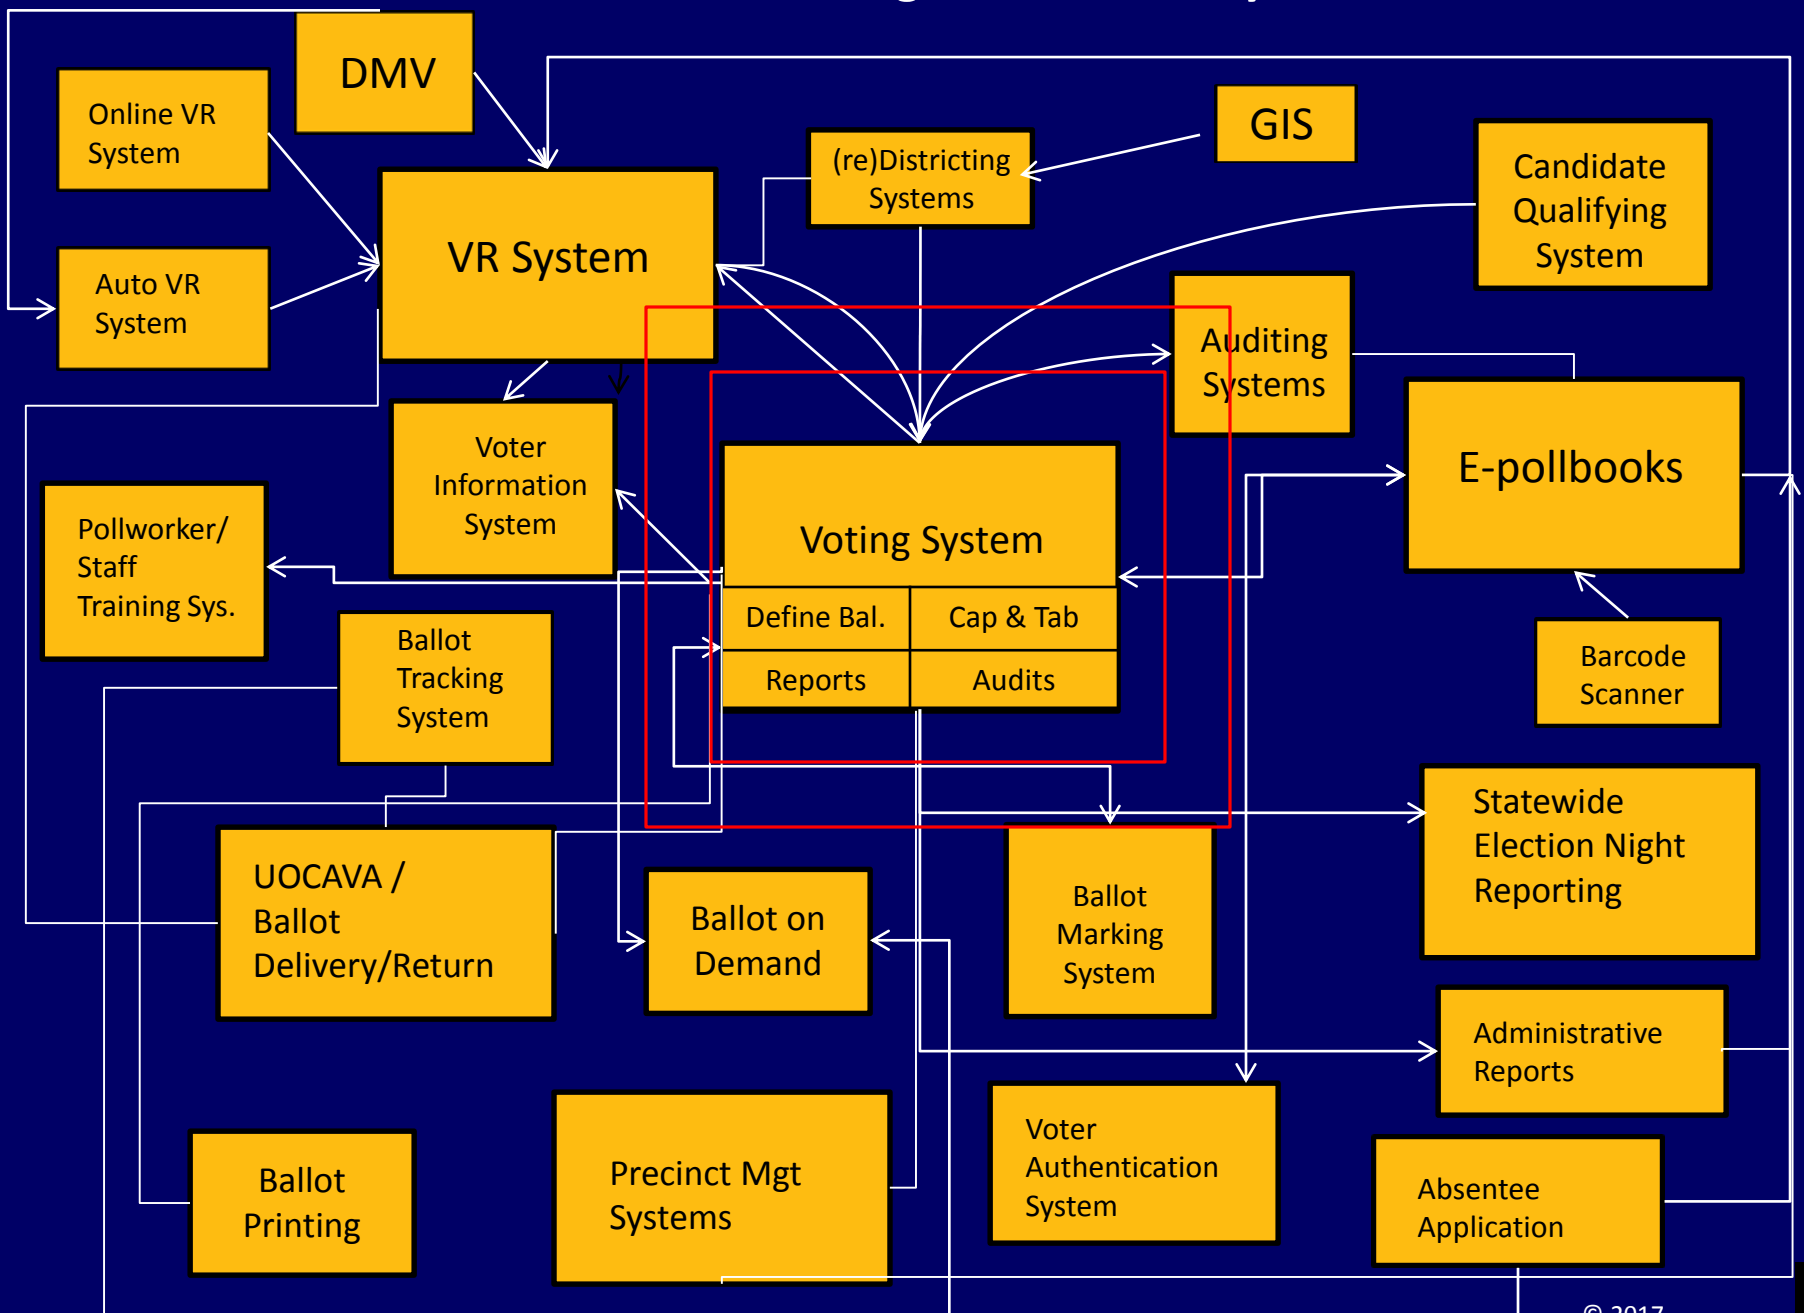 DMV
Online VR
System
GIS
(re)Districting
Systems
Candidate
Qualifying
System
VR System
Auto VR
System
Auditing
Systems
Voter
Information
System
E-pollbooks
Pollworker/
Staff
Training Sys.
Voting System
Define Bal.
Cap & Tab
Reports
Audits
Ballot
Tracking
System
Barcode
Scanner
Statewide
Election Night
Reporting
UOCAVA /
Ballot
Delivery/Return
Ballot on
Demand
Ballot
Marking
System
Administrative
Reports
Voter
Authentication
System
Precinct Mgt
Systems
Ballot
Printing
Absentee
Application
© 2017